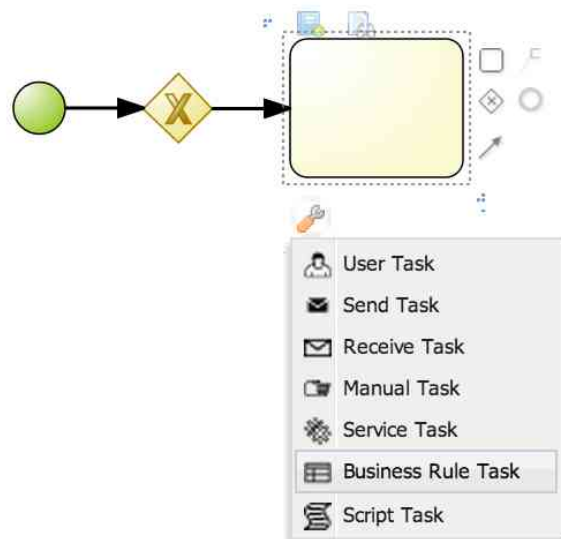 User Task
Send Task
Receive Task
Manual Task
Service Task
Business Rule Task
Script Task